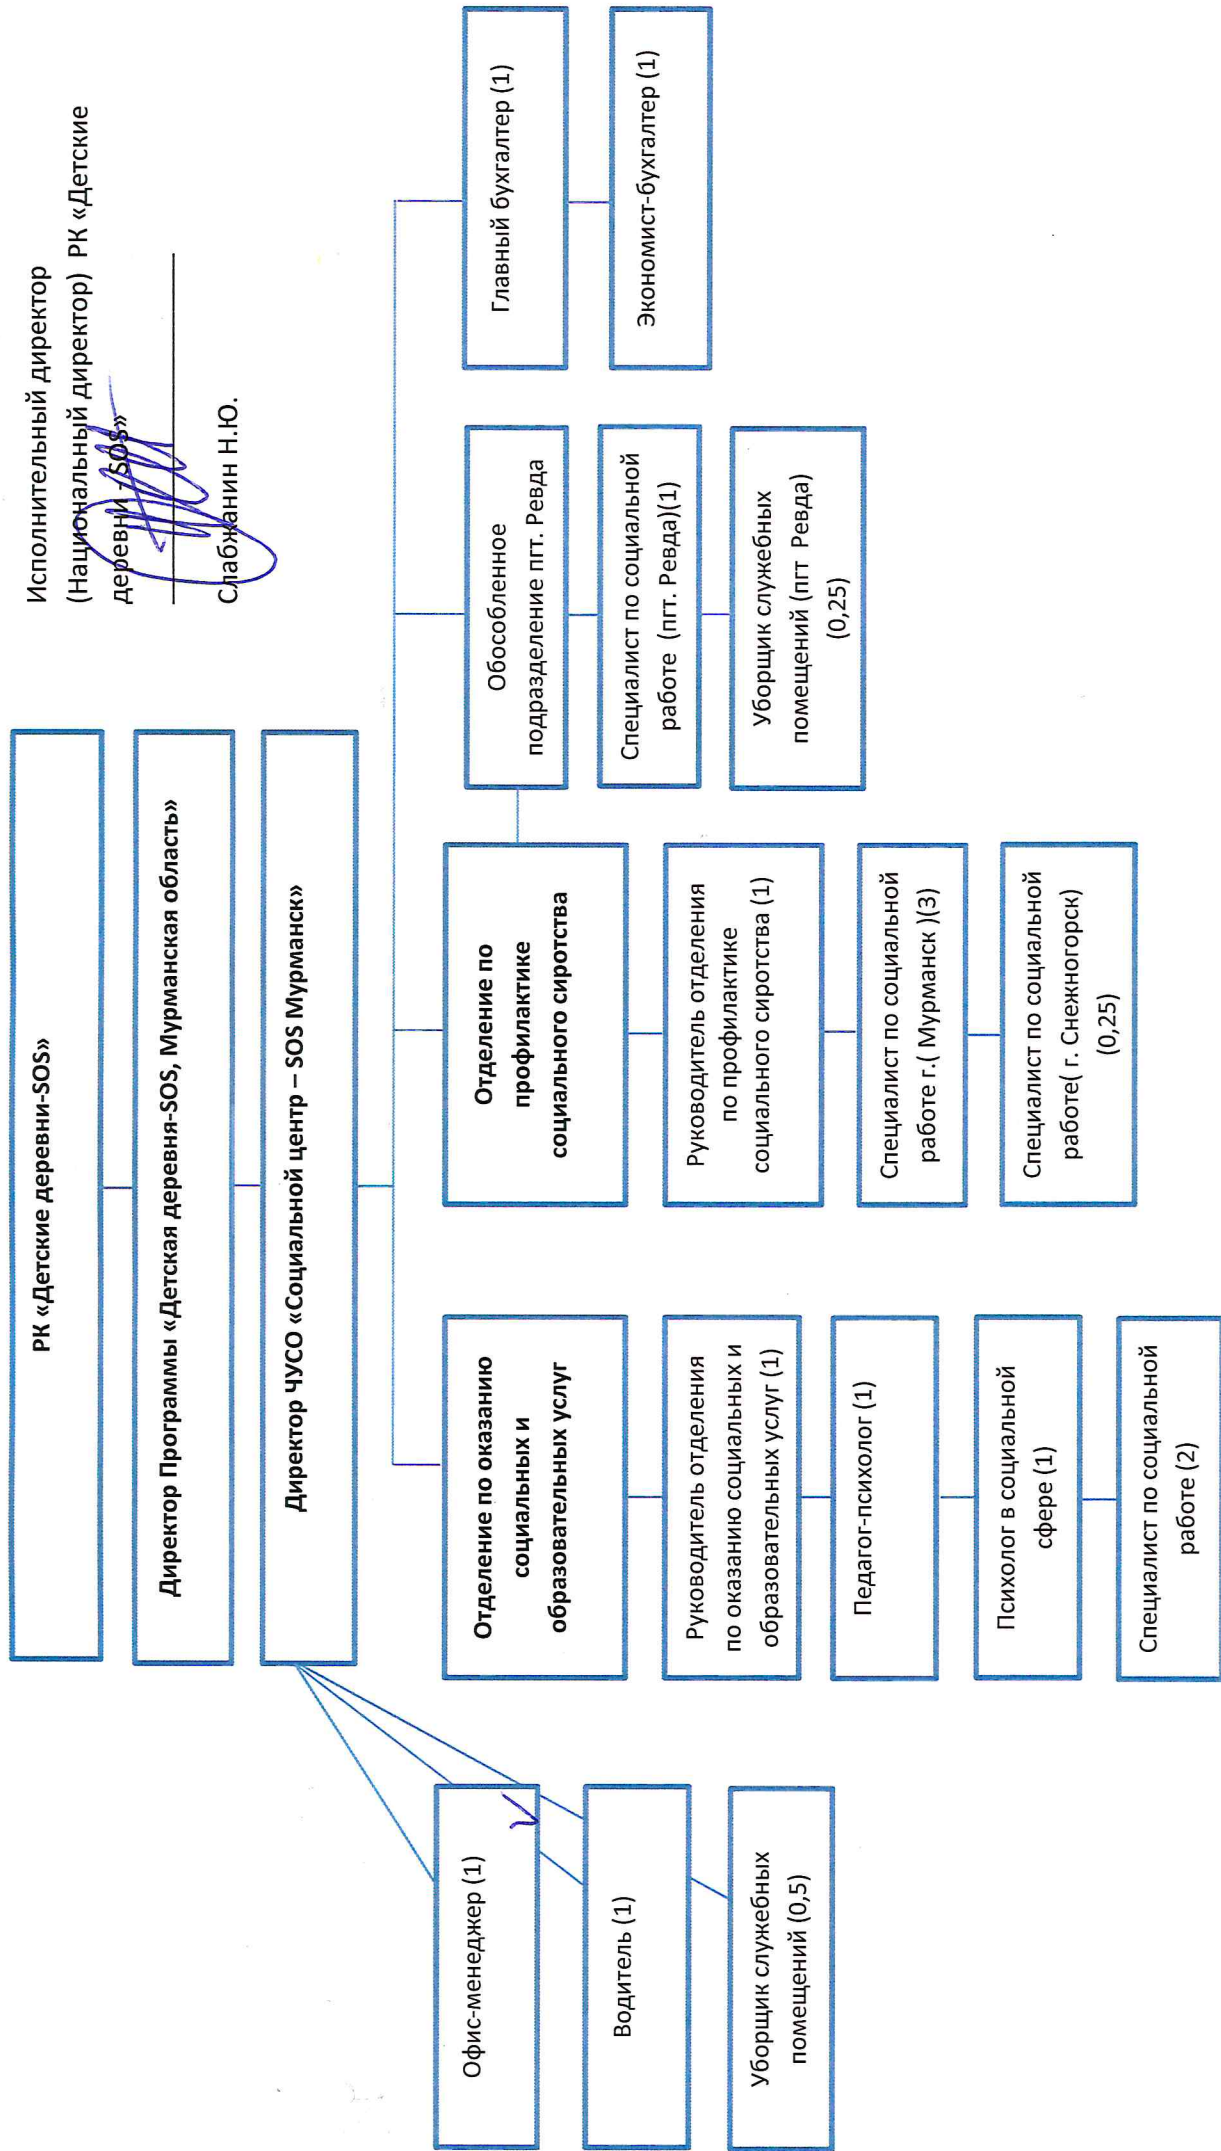 Исполнительный директор
(Национальный директор) РК «Детские
деревни -SOS»
Слабжанин Н.Ю.
РК «Детские деревни-SOS»
Директор Программы «Детская деревня-SOS, Мурманская область»
Директор ЧУСО «Социальной центр – SOS Мурманск»
Офис-менеджер (1)
Водитель (1)
Уборщик служебных
помещений (0,5)
Отделение по оказанию
социальных и
образовательных услуг
Руководитель отделения
по оказанию социальных и
образовательных услуг (1)
Педагог-психолог (1)
Психолог в социальной
сфере (1)
Специалист по социальной
работе (2)
Отделение по
профилактике
социального сиротства
Руководитель отделения
по профилактике
социального сиротства (1)
Специалист по социальной
работе г.( Мурманск )(3)
Специалист по социальной
работе( г. Снежногорск)
(0,25)
Обособленное
подразделение пгт. Ревда
Специалист по социальной
работе (пгт. Ревда)(1)
Уборщик служебных
помещений (пгт Ревда)
(0,25)
Главный бухгалтер (1)
Экономист-бухгалтер (1)